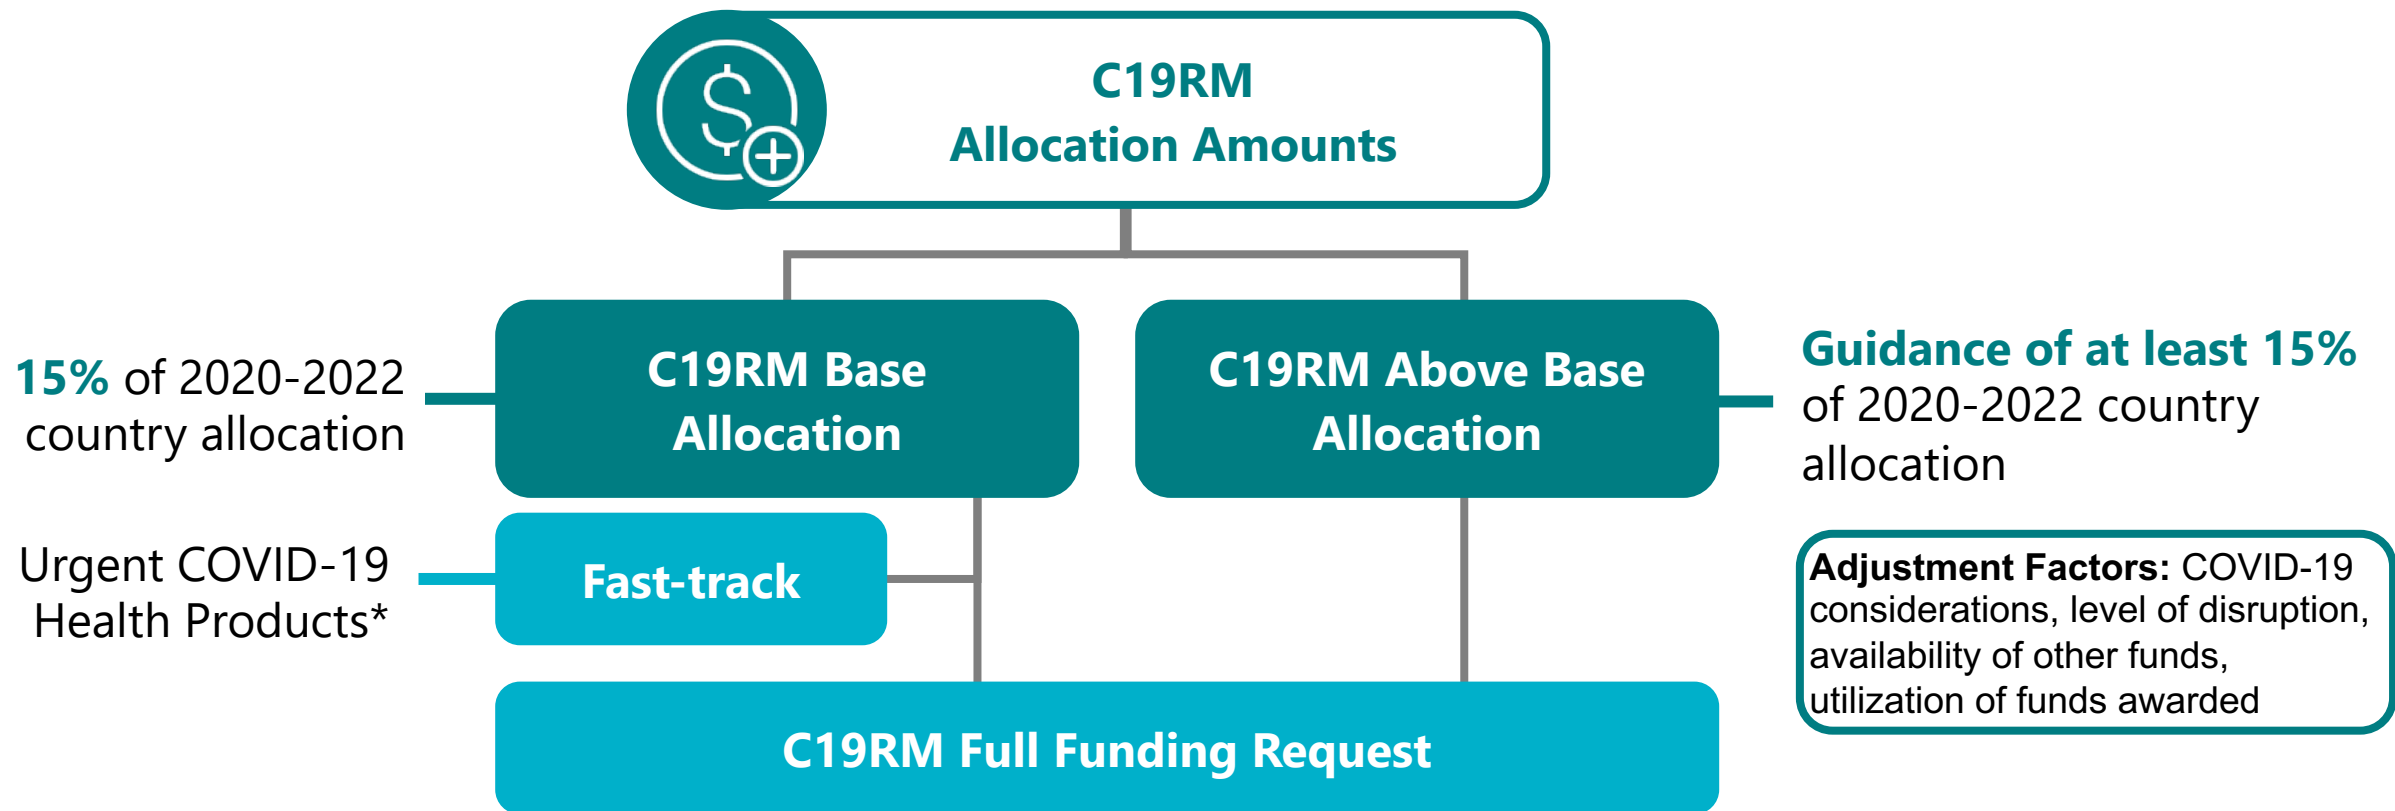 C19RM
Allocation Amounts
15% of 2020-2022
country allocation
C19RM Base
Allocation
C19RM Above Base
Allocation
Guidance of at least 15%
of 2020-2022 country
allocation
Urgent COVID-19
Health Products*
Fast-track
Adjustment Factors: COVID-19
considerations, level of disruption,
availability of other funds,
utilization of funds awarded
C19RM Full Funding Request